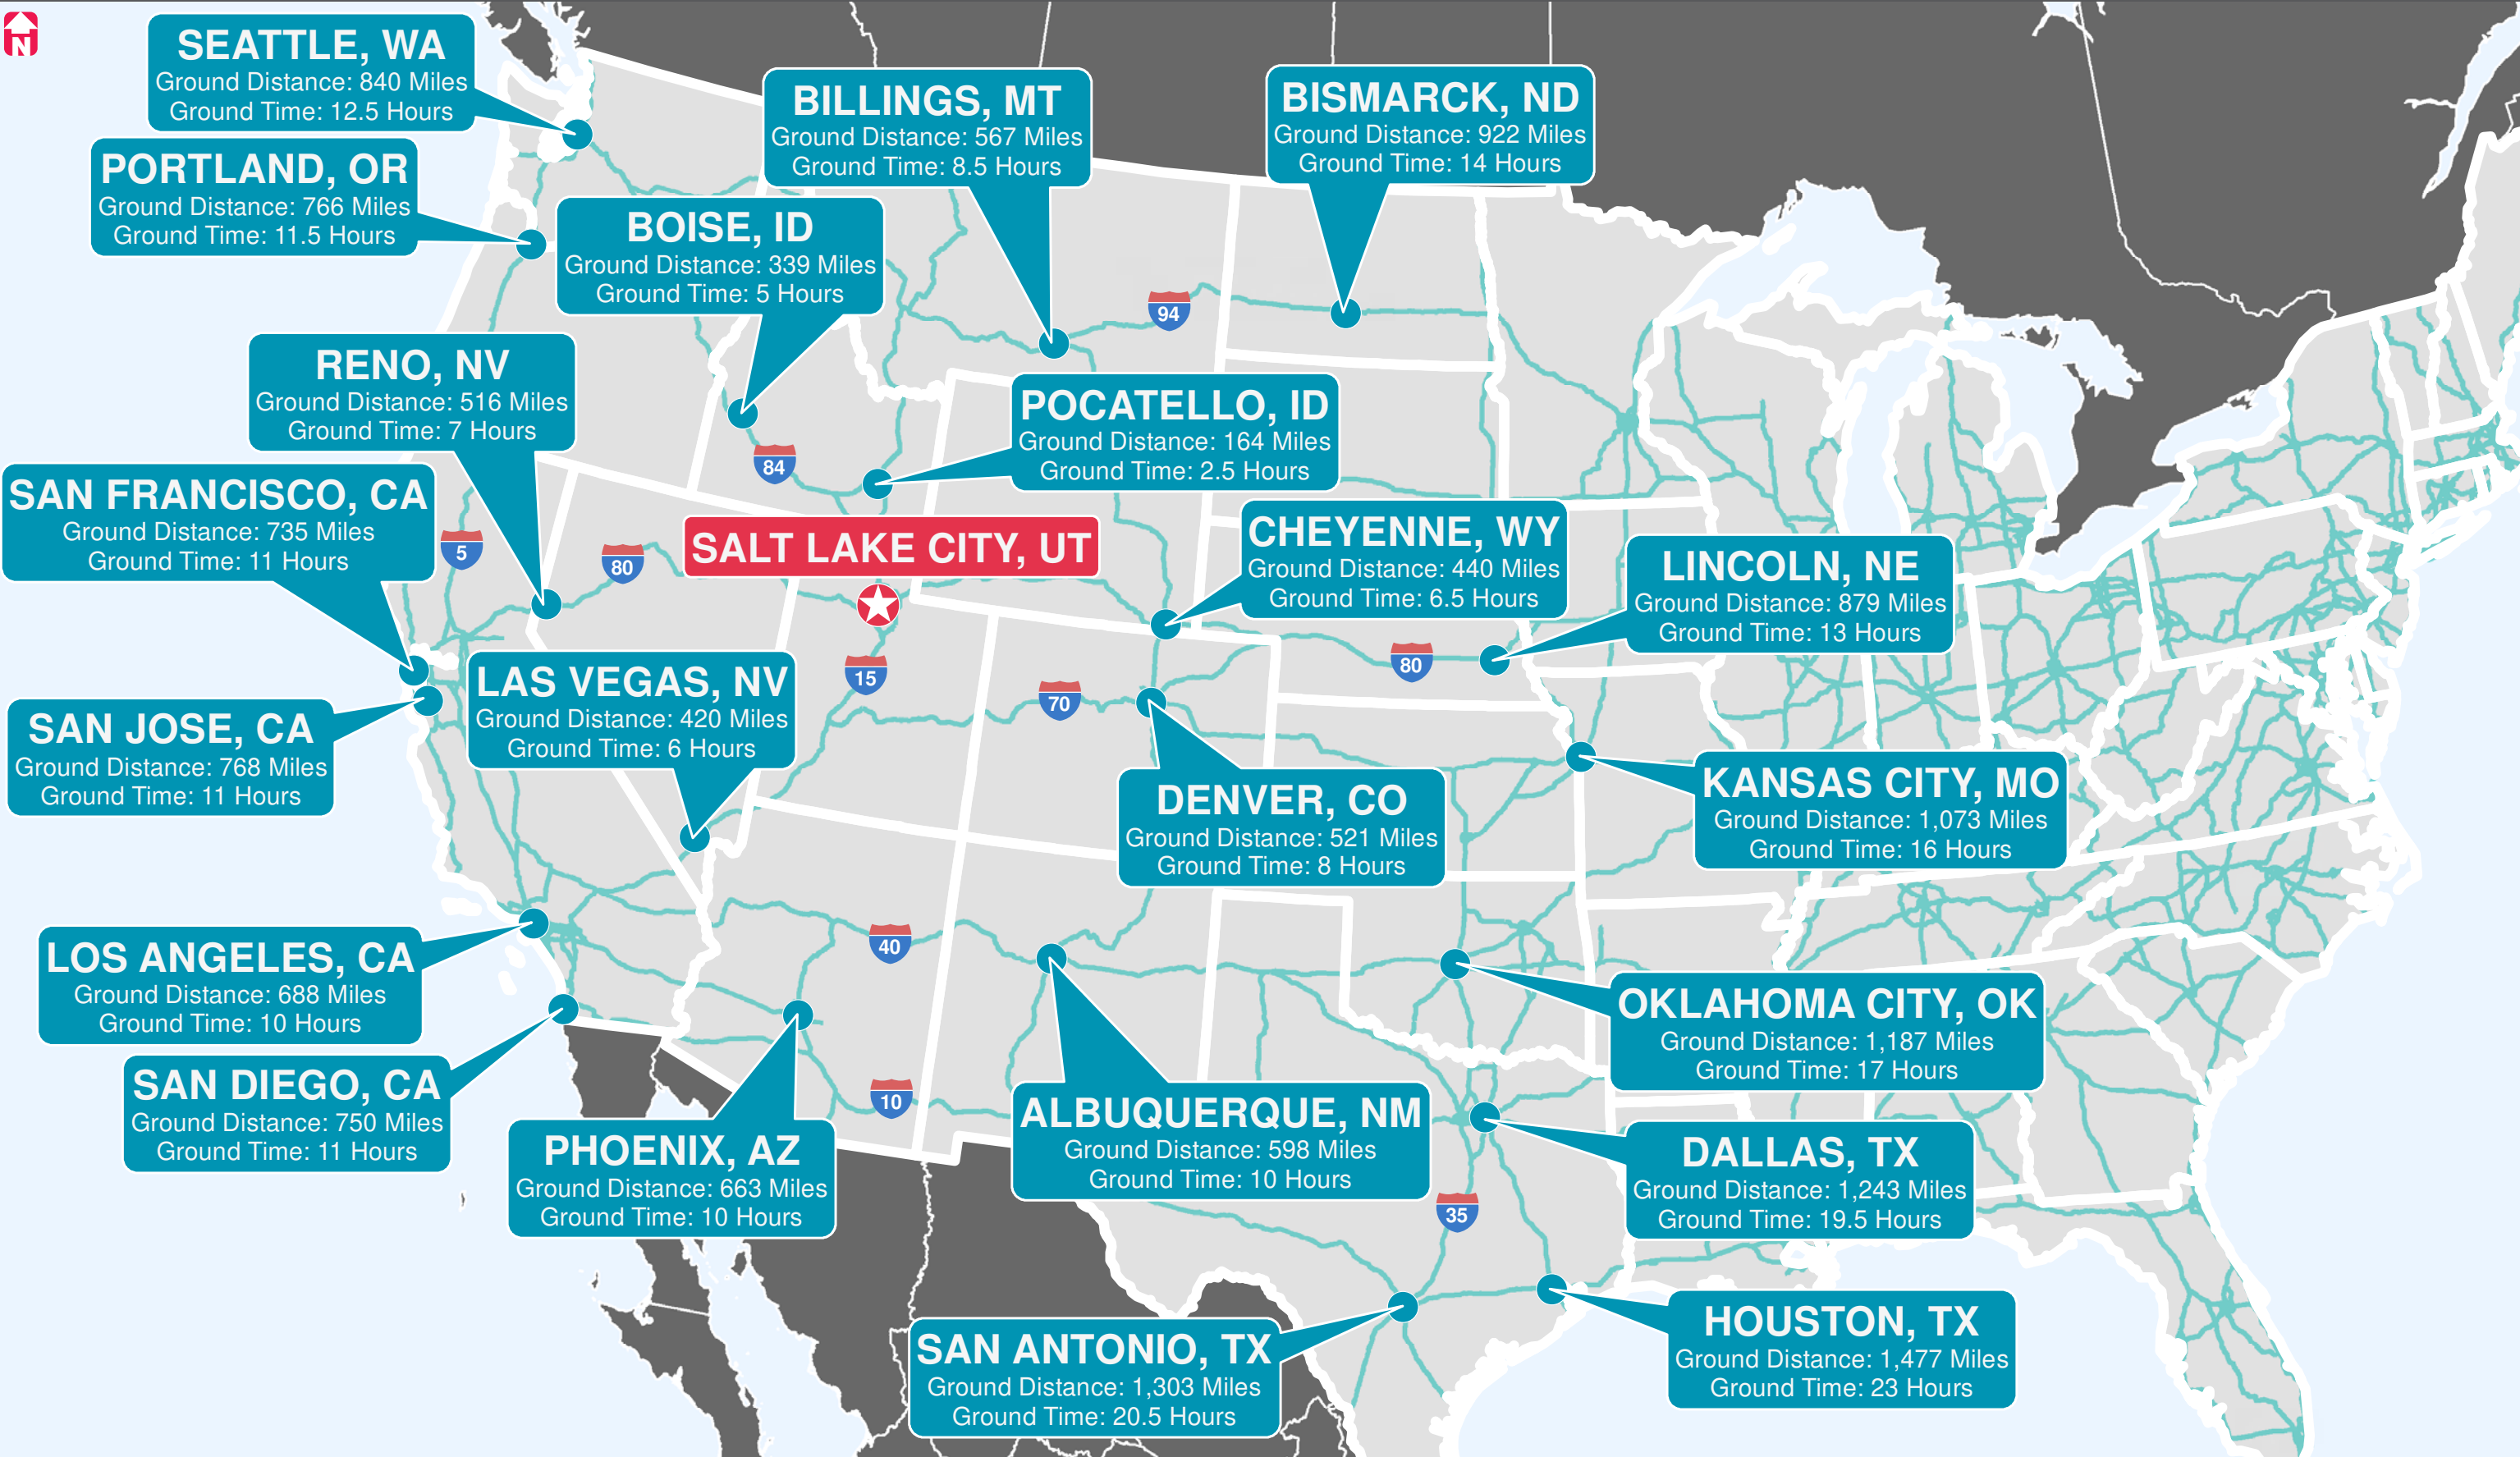 N
SEATTLE, WA
Ground Distance: 840 Miles
Ground Time: 12.5 Hours
PORTLAND, OR
Ground Distance: 766 Miles
Ground Time: 11.5 Hours
BILLINGS, MT
Ground Distance: 567 Miles
Ground Time: 8.5 Hours
BISMARCK, ND
Ground Distance: 922 Miles
Ground Time: 14 Hours
BOISE, ID
Ground Distance: 339 Miles
Ground Time: 5 Hours
94
RENO, NV
Ground Distance: 516 Miles
Ground Time: 7 Hours
POCATELLO, ID
Ground Distance: 164 Miles
Ground Time: 2.5 Hours
84
SAN FRANCISCO, CA
Ground Distance: 735 Miles
Ground Time: 11 Hours
5
80
SALT LAKE CITY, UT
CHEYENNE, WY
Ground Distance: 440 Miles
Ground Time: 6.5 Hours
LINCOLN, NE
Ground Distance: 879 Miles
Ground Time: 13 Hours
80
15
70
LAS VEGAS, NV
Ground Distance: 420 Miles
Ground Time: 6 Hours
SAN JOSE, CA
Ground Distance: 768 Miles
Ground Time: 11 Hours
DENVER, CO
Ground Distance: 521 Miles
Ground Time: 8 Hours
KANSAS CITY, MO
Ground Distance: 1,073 Miles
Ground Time: 16 Hours
LOS ANGELES, CA
Ground Distance: 688 Miles
Ground Time: 10 Hours
40
OKLAHOMA CITY, OK
Ground Distance: 1,187 Miles
Ground Time: 17 Hours
SAN DIEGO, CA
Ground Distance: 750 Miles
Ground Time: 11 Hours
10
PHOENIX, AZ
Ground Distance: 663 Miles
Ground Time: 10 Hours
ALBUQUERQUE, NM
Ground Distance: 598 Miles
Ground Time: 10 Hours
DALLAS, TX
Ground Distance: 1,243 Miles
Ground Time: 19.5 Hours
35
SAN ANTONIO, TX
Ground Distance: 1,303 Miles
Ground Time: 20.5 Hours
HOUSTON, TX
Ground Distance: 1,477 Miles
Ground Time: 23 Hours